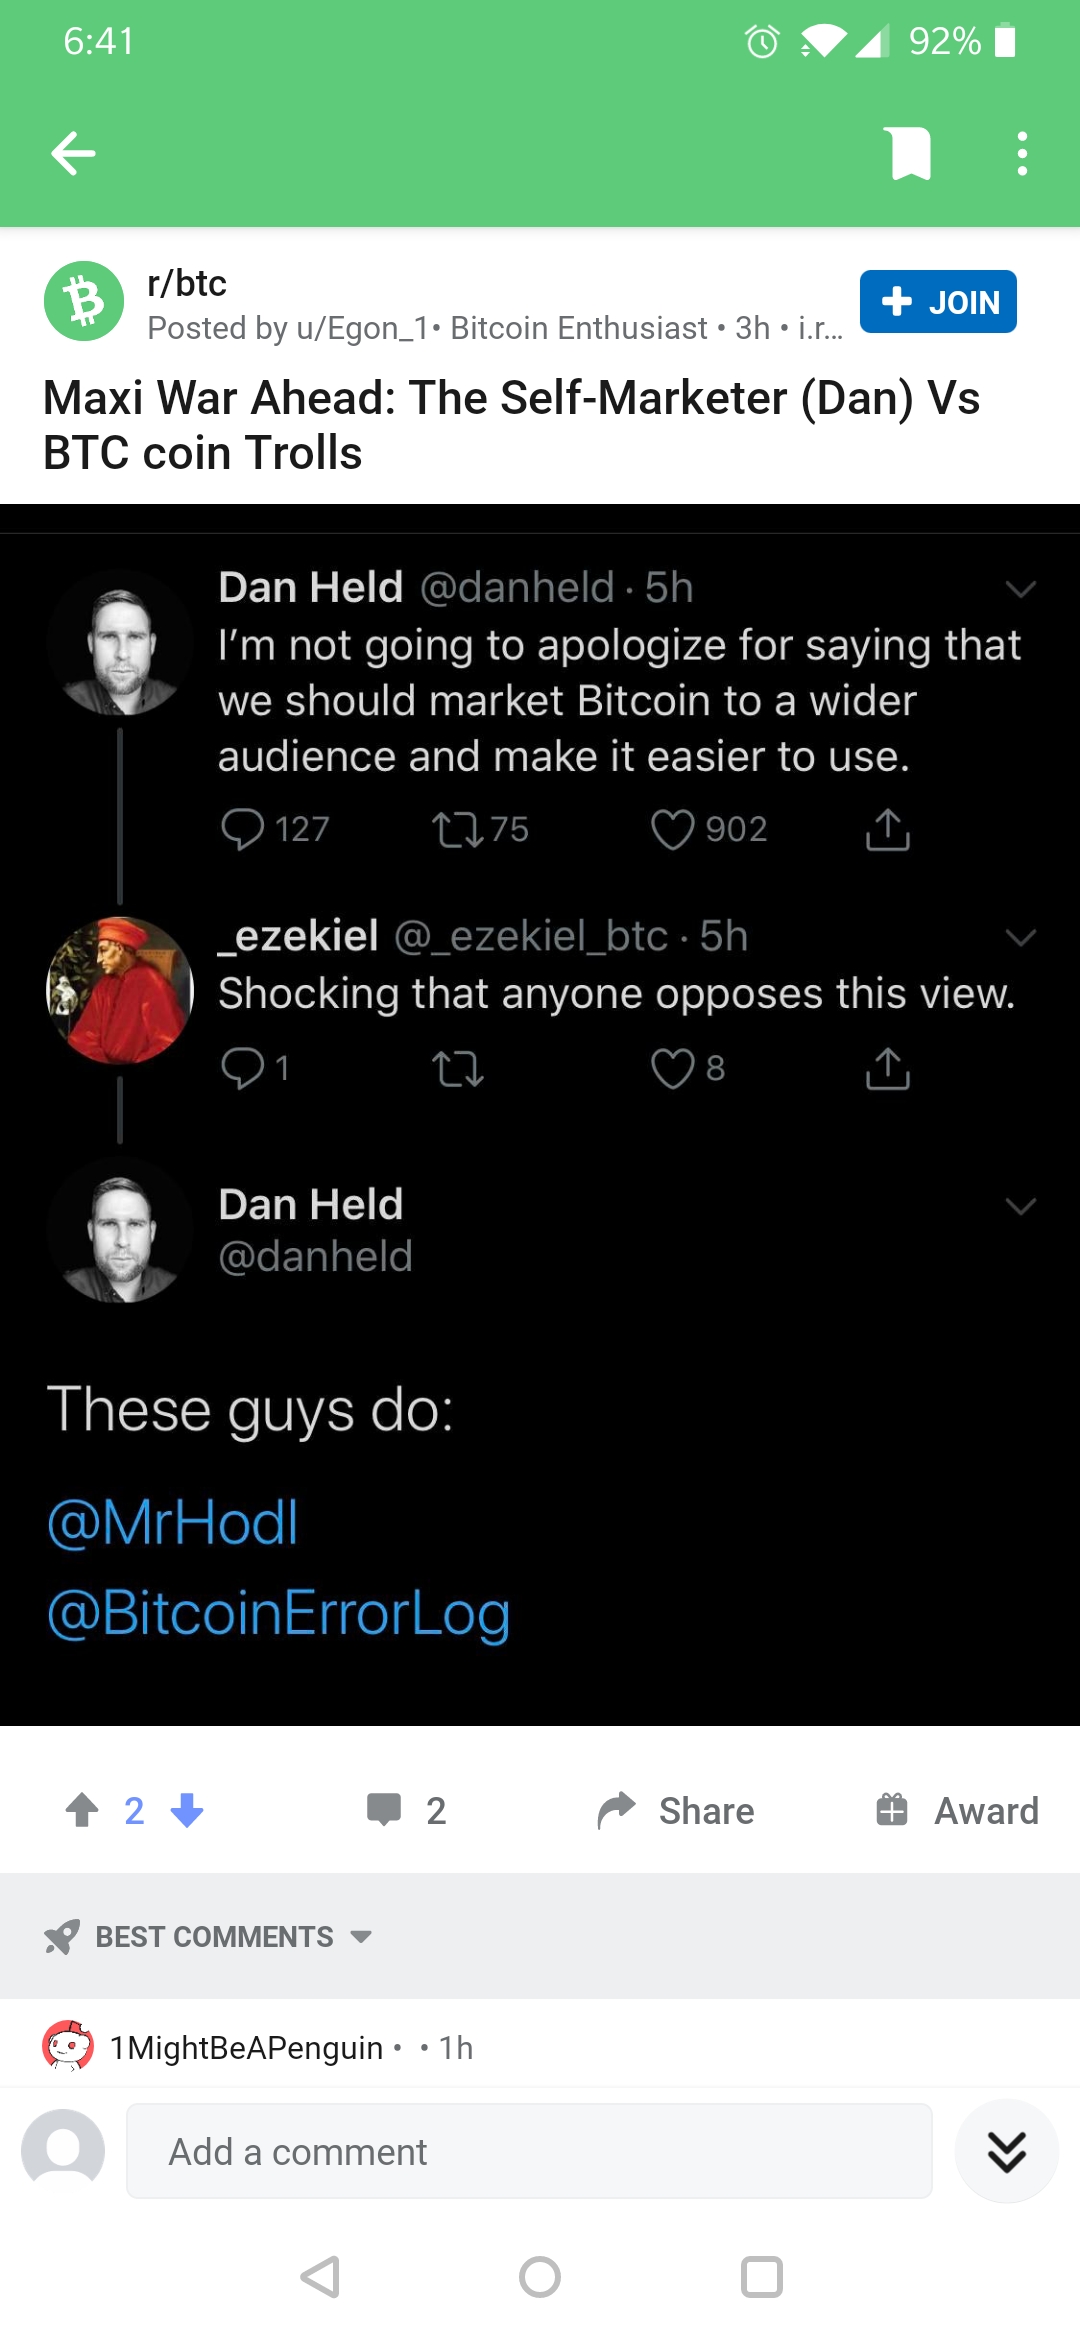 6:41
92%
r/btc
Posted by u/Egon_1• Bitcoin Enthusiast • 3h • i.r...
+ JOIN
Maxi War Ahead: The Self-Marketer (Dan) Vs
BTC coin Trolls
Dan Held @danheld · 5h
I'm not going to apologize for saying that
we should market Bitcoin to a wider
audience and make it easier to use.
127 75 902
_ezekiel @_ezekiel_btc · 5h
Shocking that anyone opposes this view.
1 8
Dan Held
@danheld
These guys do:
@MrHodl
@BitcoinErrorLog
2 2 Share Award
BEST COMMENTS
1MightBeAPenguin • • 1h
Add a comment